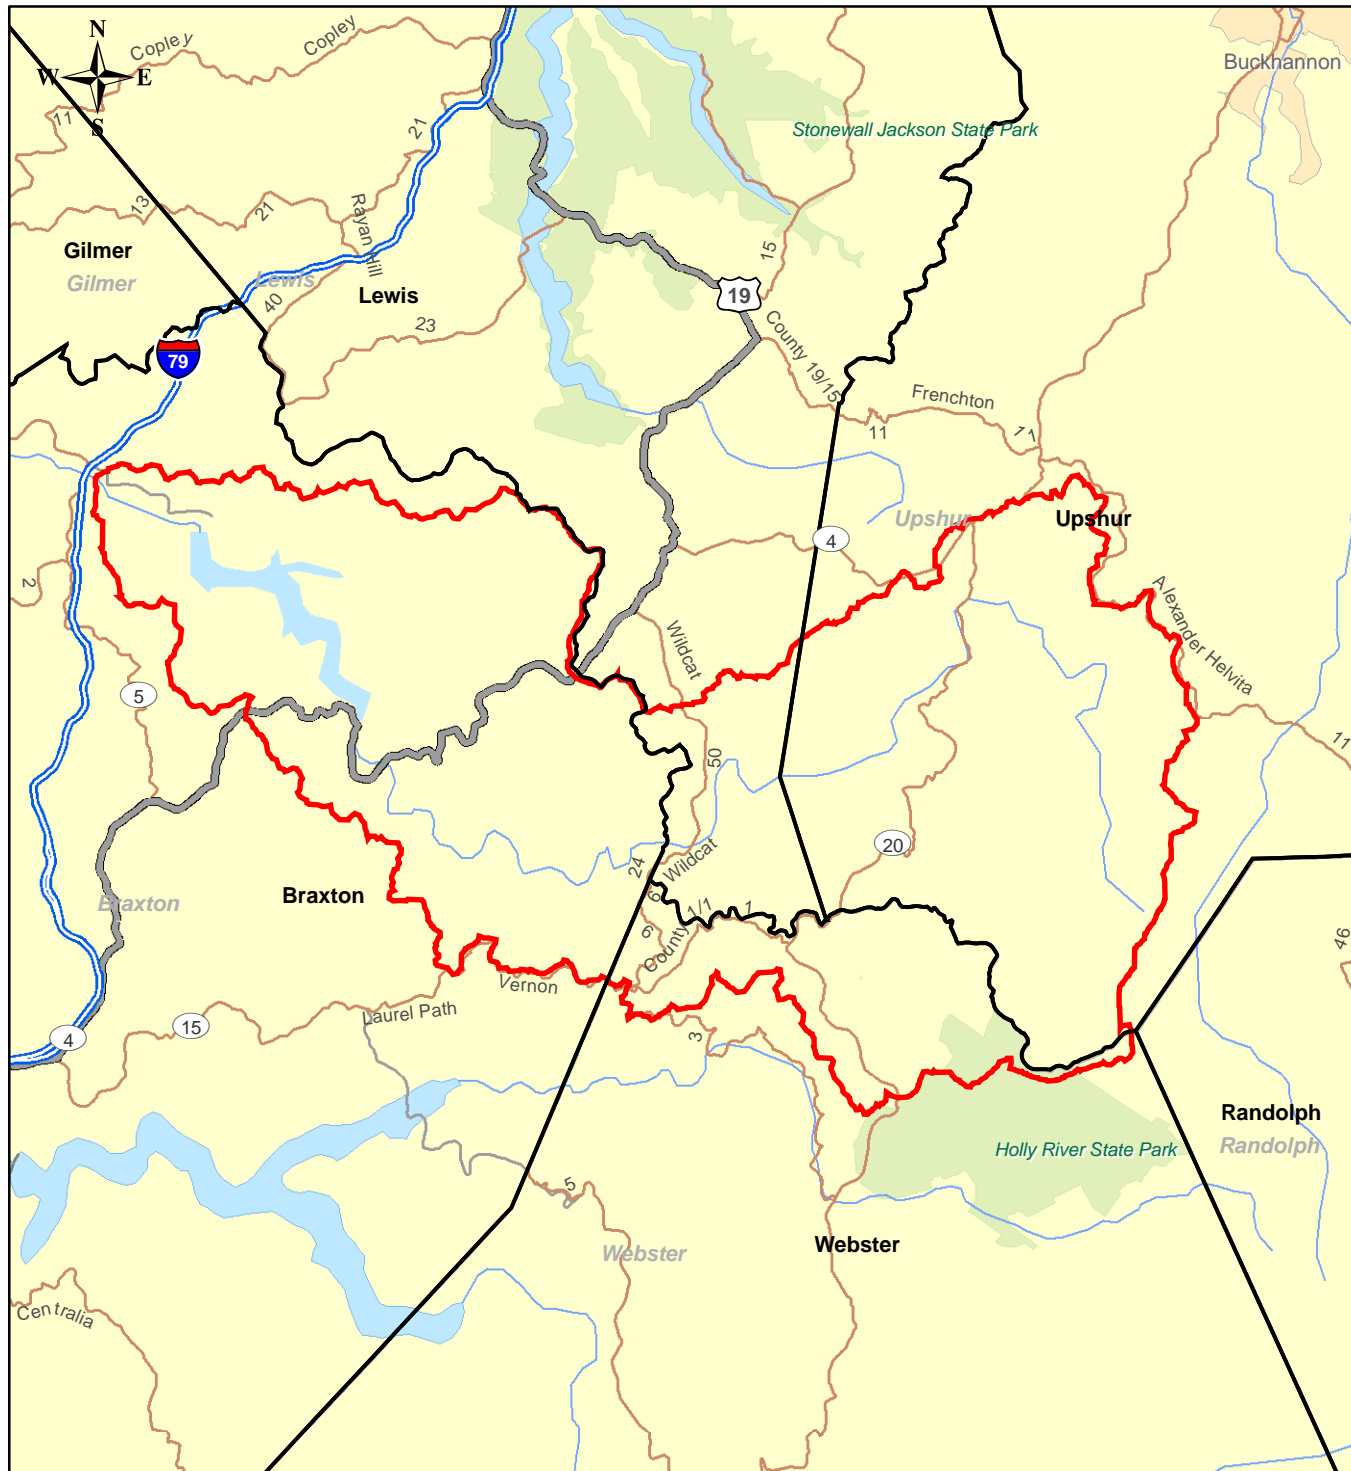 N
W E
S
Copley
Copley
Buckhannon
11
21
Stonewall Jackson State Park
13
21
Rayan Hill
15
Gilmer
Gilmer
Lewis
Lewis
40
19
23
County 19/15
79
Frenchton
11
11
4
Upshur
Upshur
2
Alexander Helvita
Wildcat
5
50
11
20
Wildcat
24
6
Braxton
Braxton
1/1
1
6
County
46
Vernon
Laurel Path
15
4
3
Randolph
Randolph
Holly River State Park
5
Webster
Webster
Centralia